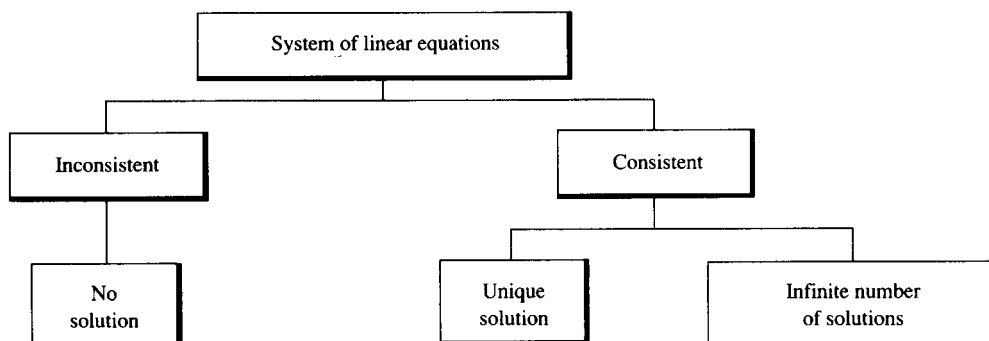 System of linear equations
Inconsistent
Consistent
No
solution
Unique
solution
Infinite number
of solutions